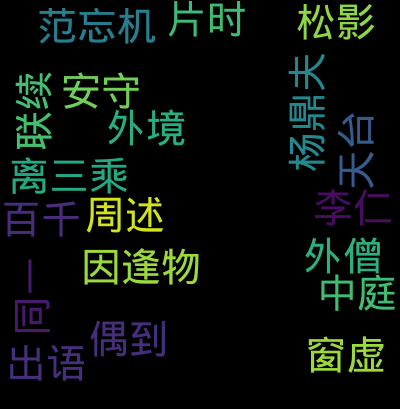 范忘机
片时
松影
联续
安守
外境
杨鼎夫
天台
离三乘
百千
周述
李仁
因逢物
外僧
中庭
同一
出语
偶到
窗虚